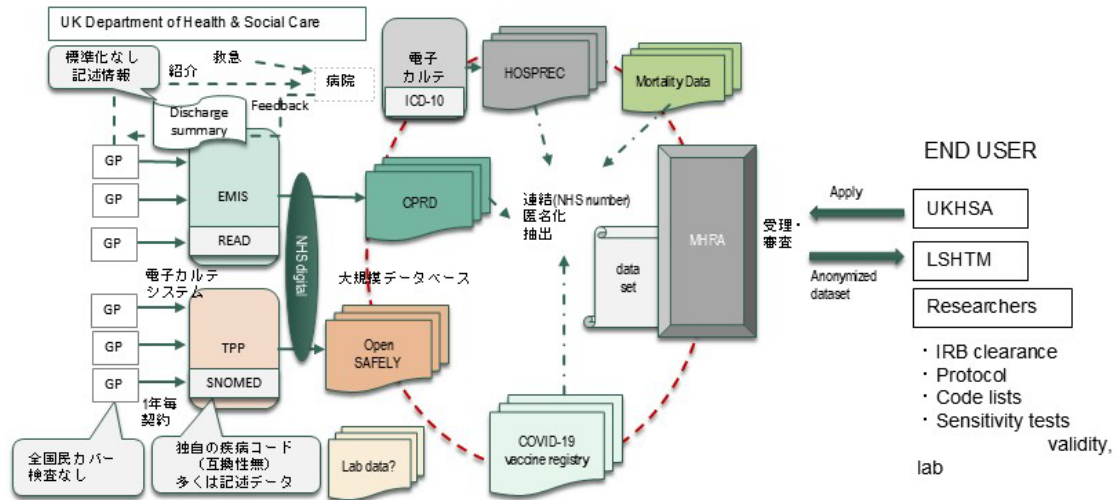 UK Department of Health & Social Care
標準化なし
記述情報
紹介
救急
病院
Feedback
Discharge
summary
電子
カルテ
ICD-10
HOSPREC
Mortality Data
GP
GP
GP
EMIS
READ
電子カルテ
システム
GP
GP
GP
TPP
SNOMED
1年毎
契約
NHS digital
CPRD
大規模データベース
Open
SAFELY
連結(NHS number)
匿名化
抽出
data
set
MHRA
受理・
審査
Apply
Anonymized
dataset
END USER
UKHSA
LSHTM
Researchers
・IRB clearance
・Protocol
・Code lists
・Sensitivity tests
validity,
lab
全国民カバー
検査なし
独自の疾病コード
(互換性無)
多くは記述データ
Lab data?
COVID-19
vaccine registry